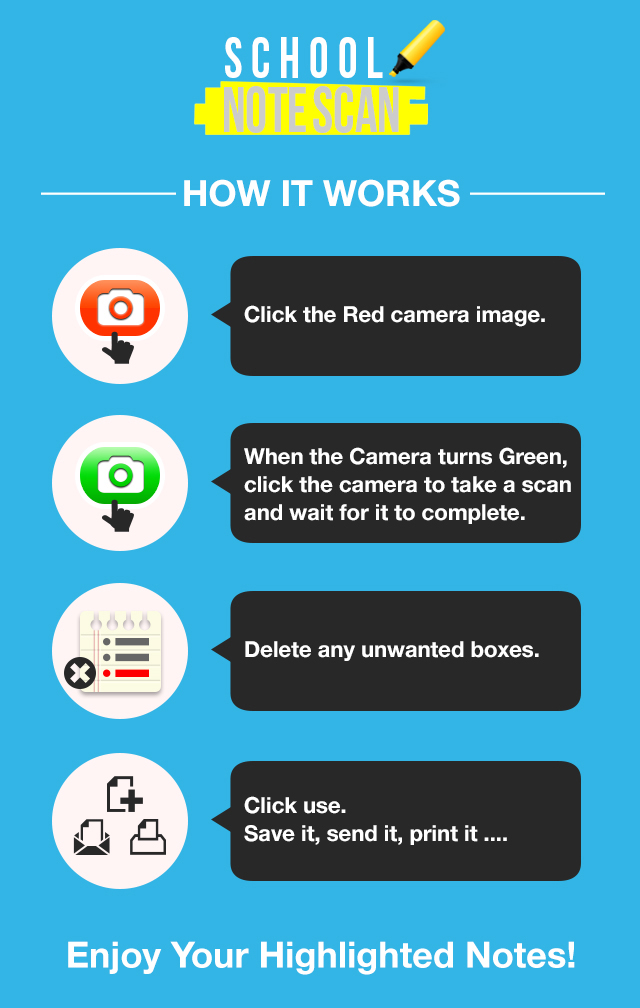 SCHOOL
NOTE SCAN
HOW IT WORKS
Click the Red camera image.
When the Camera turns Green,
click the camera to take a scan
and wait for it to complete.
Delete any unwanted boxes.
Click use.
Save it, send it, print it ....
Enjoy Your Highlighted Notes!